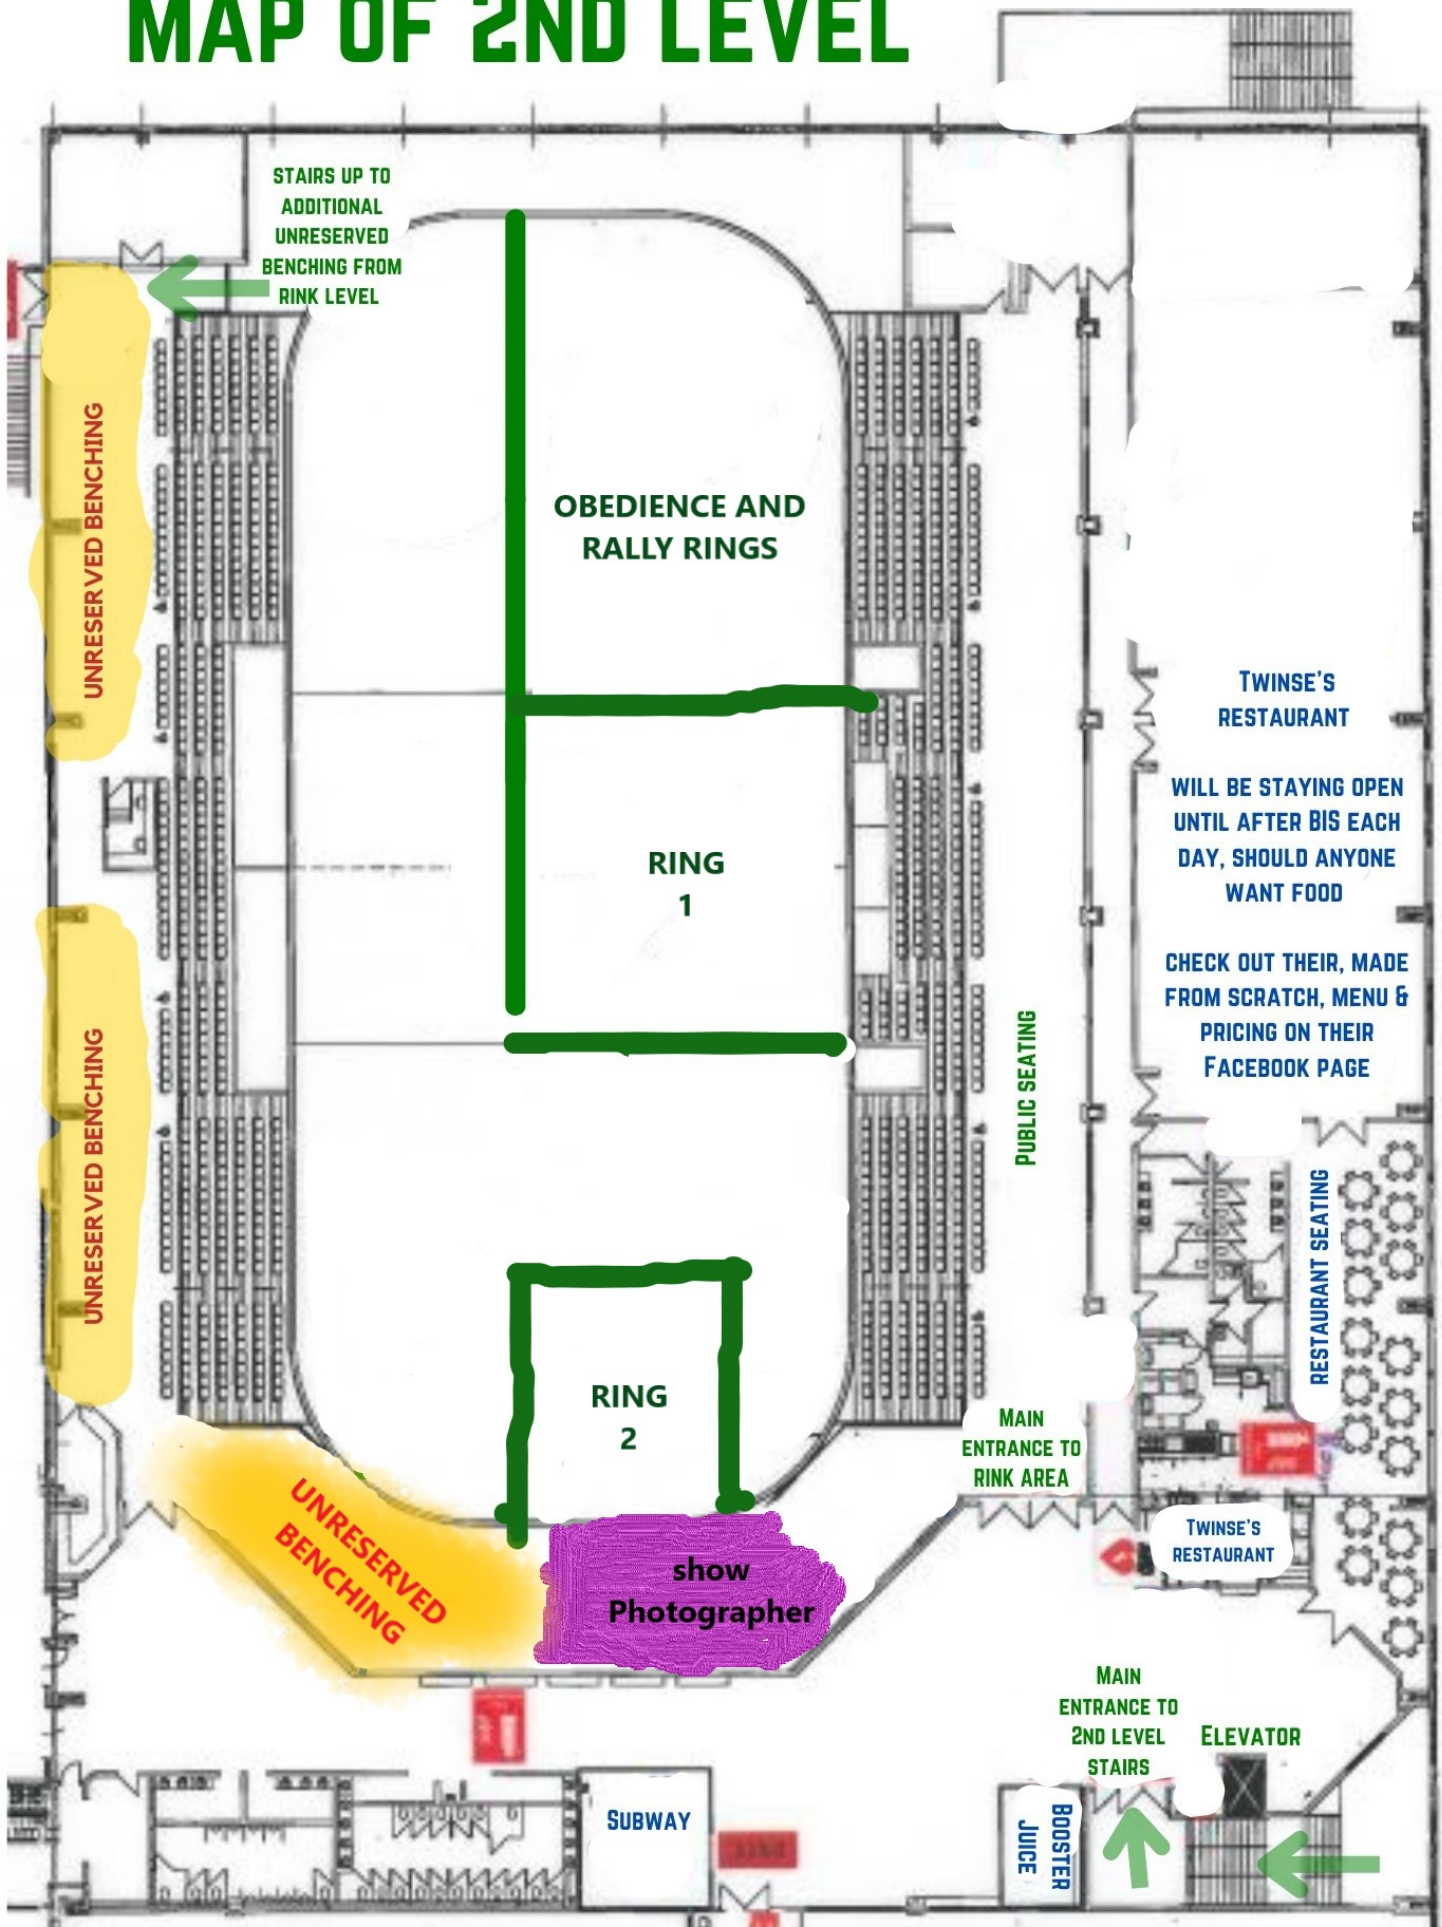 MAP OF 2ND LEVEL
STAIRS UP TO
ADDITIONAL
UNRESERVED
BENCHING FROM
RINK LEVEL
UNRESERVED BENCHING
OBEDIENCE AND
RALLY RINGS
TWINSE'S
RESTAURANT
WILL BE STAYING OPEN
UNTIL AFTER BIS EACH
DAY, SHOULD ANYONE
WANT FOOD
CHECK OUT THEIR, MADE
FROM SCRATCH, MENU &
PRICING ON THEIR
FACEBOOK PAGE
RING
1
PUBLIC SEATING
UNRESERVED BENCHING
RESTAURANT SEATING
RING
2
MAIN
ENTRANCE TO
RINK AREA
UNRESERVED
BENCHING
show
Photographer
TWINSE'S
RESTAURANT
MAIN
ENTRANCE TO
2ND LEVEL
STAIRS
ELEVATOR
SUBWAY
BOOSTER
JUICE